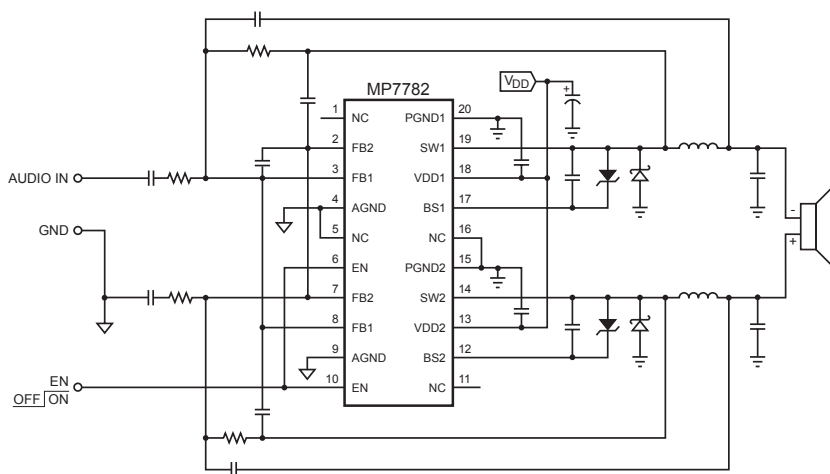 MP7782
VDD
+
1 NC PGND1 20
2 FB2 SW1 19
3 FB1 VDD1 18
4 AGND BS1 17
5 NC NC 16
6 EN PGND2 15
7 FB2 SW2 14
8 FB1 VDD2 13
9 AGND BS2 12
10 EN NC 11
AUDIO IN
GND
EN
OFF ON
-
+